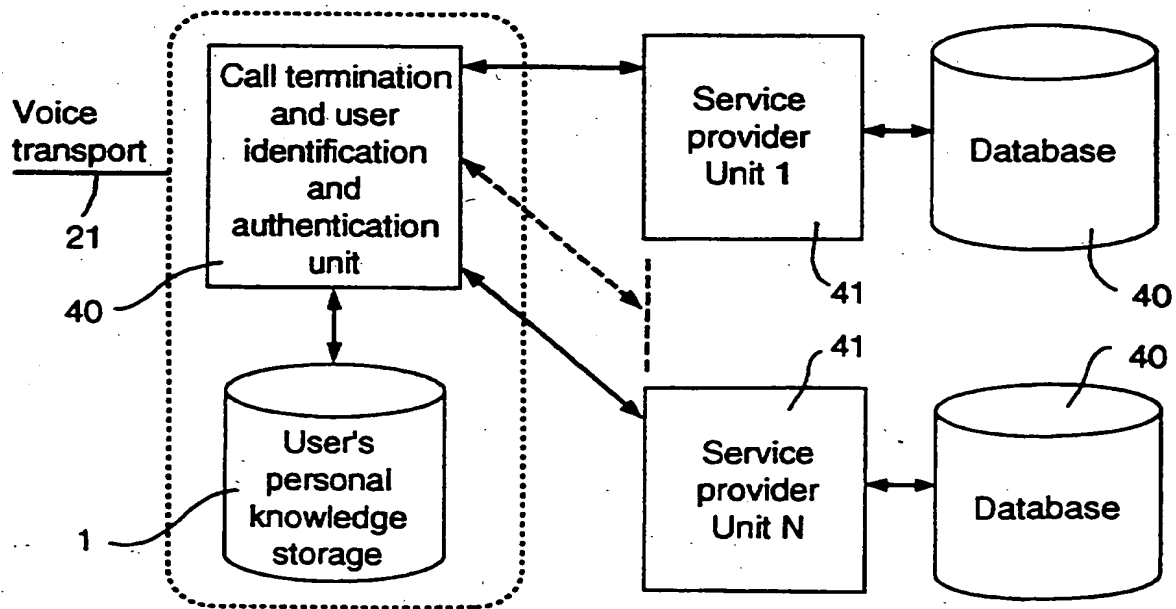 Voice
transport
21
Call termination
and user
identification
and
authentication
unit
40
User's
personal
knowledge
storage
1
Service
provider
Unit 1
41
Database
40
Service
provider
Unit N
41
Database
40